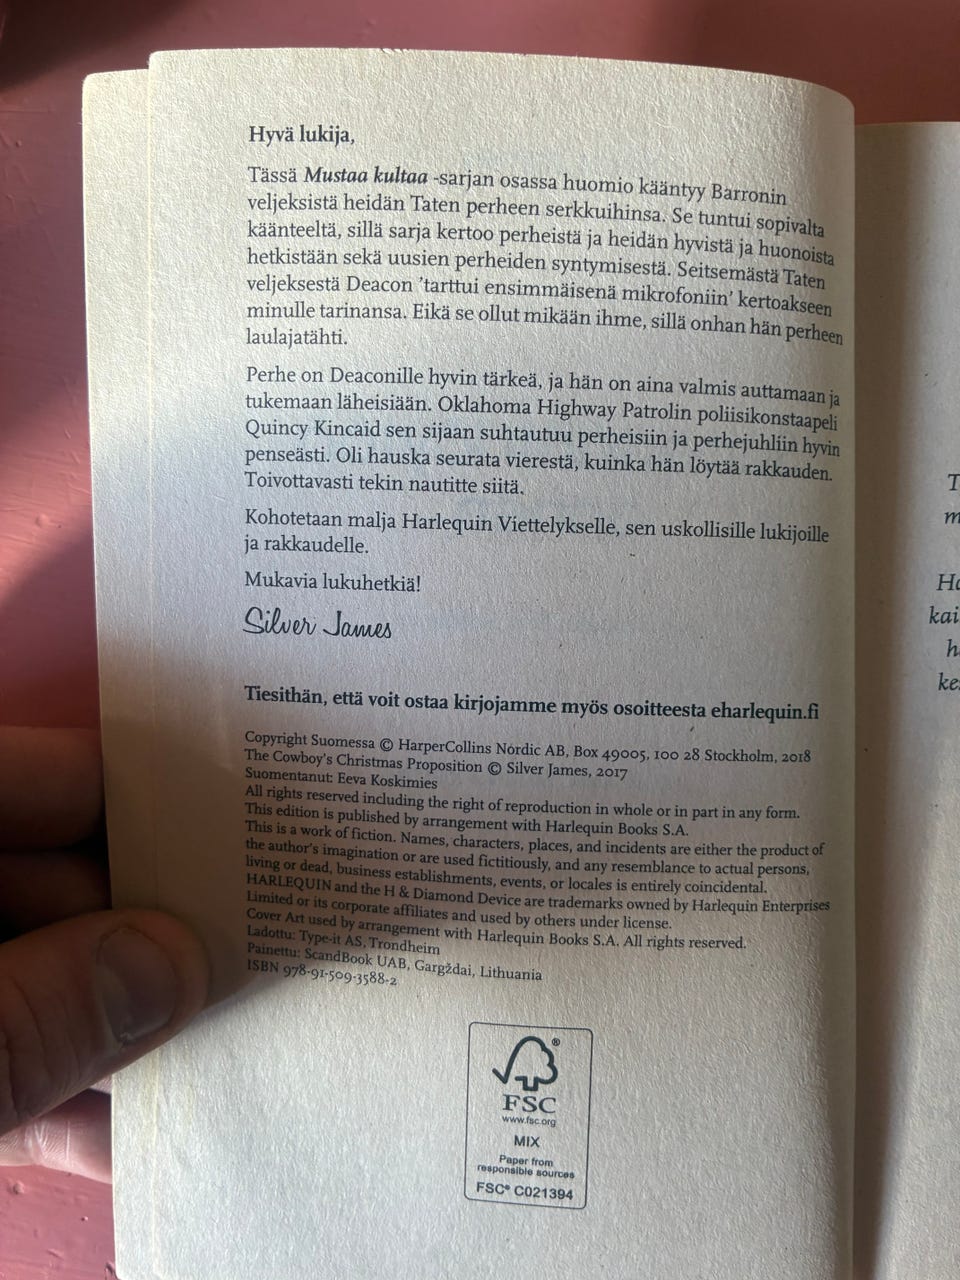 Hyvä lukija,
Tässä Mustaa kultaa -sarjan osassa huomio kääntyy Barronin
veljeksistä heidän Taten perheen serkkuihinsa. Se tuntui sopivalta
käänteeltä, sillä sarja kertoo perheistä ja heidän hyvistä ja huonoista
hetkistään sekä uusien perheiden syntymisestä. Seitsemästä Taten
veljeksestä Deacon ’tarttui ensimmäisenä mikrofoniin’ kertoakseen
minulle tarinansa. Eikä se ollut mikään ihme, sillä onhan hän perheen
laulajatähti.
Perhe on Deaconille hyvin tärkeä, ja hän on aina valmis auttamaan ja
tukemaan läheisiään. Oklahoma Highway Patrolin poliisikonstaapeli
Quincy Kincaid sen sijaan suhtautuu perheisiin ja perhejuhliin hyvin
penseästi. Oli hauska seurata vierestä, kuinka hän löytää rakkauden.
Toivottavasti tekin nautitte siitä.
Kohotetaan malja Harlequin Viettelykselle, sen uskollisille lukijoille
ja rakkaudelle.
Mukavia lukuhetkiä!
Silver James
Tiesithän, että voit ostaa kirjojamme myös osoitteesta eharlequin.fi
Copyright Suomessa © HarperCollins Nordic AB, Box 49005, 100 28 Stockholm, 2018
The Cowboy's Christmas Proposition © Silver James, 2017
Suomentanut: Eeva Koskimies
All rights reserved including the right of reproduction in whole or in part in any form.
This edition is published by arrangement with Harlequin Books S.A.
This is a work of fiction. Names, characters, places, and incidents are either the product of
the author's imagination or are used fictitiously, and any resemblance to actual persons,
living or dead, business establishments, events, or locales is entirely coincidental.
HARLEQUIN and the H & Diamond Device are trademarks owned by Harlequin Enterprises
Limited or its corporate affiliates and used by others under license.
Cover Art used by arrangement with Harlequin Books S.A. All rights reserved.
Ladottu: Type-it AS, Trondheim
Painettu: ScandBook UAB, Gargždai, Lithuania
ISBN 978-91-509-3588-2
®
FSC
www.fsc.org
MIX
Paper from
responsible sources
FSC® C021394